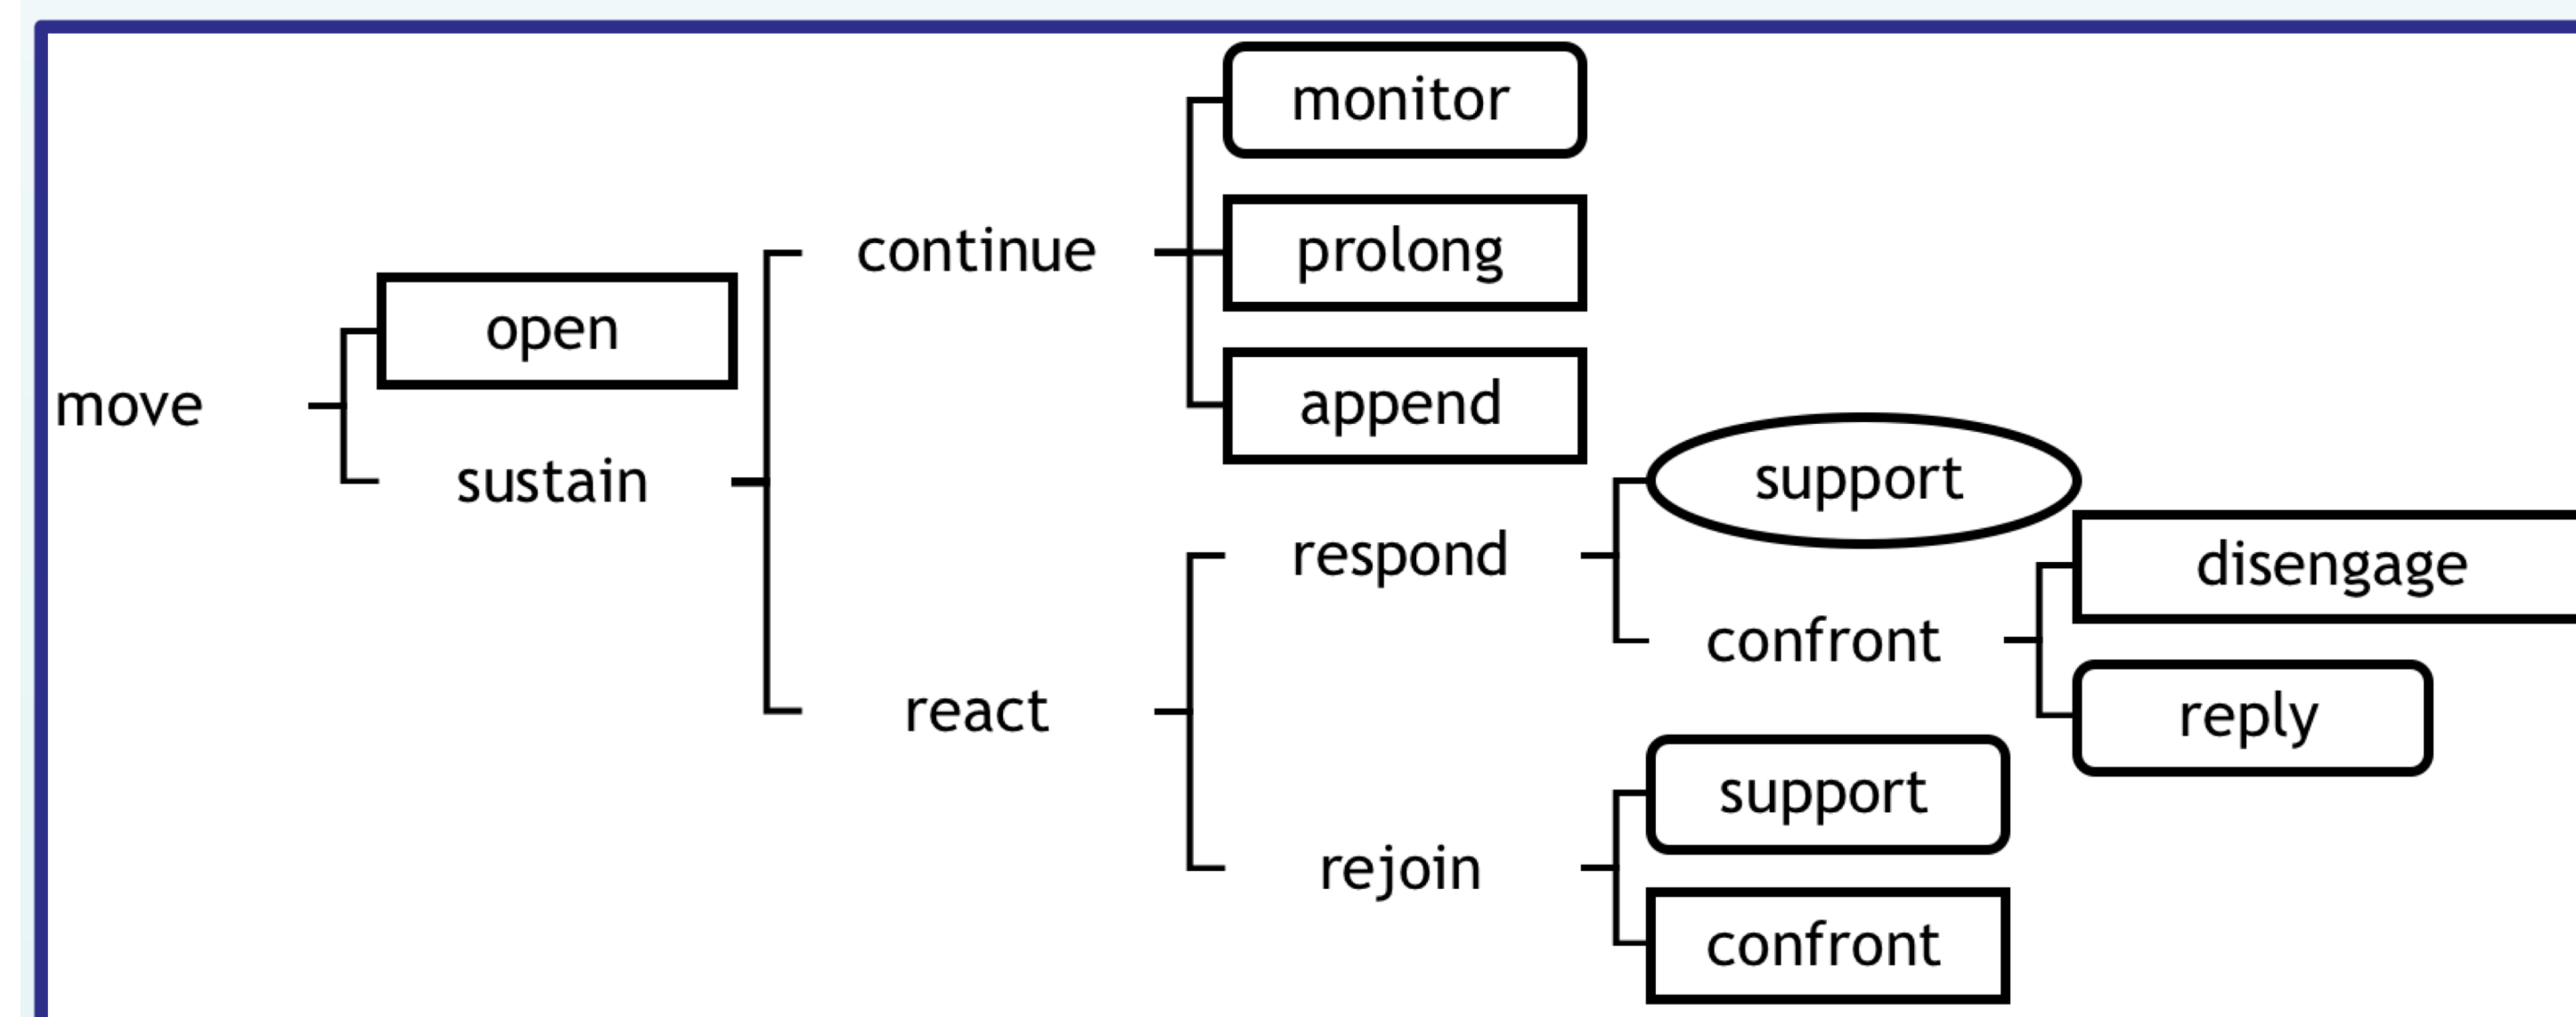 monitor
continue
prolong
open
move
append
sustain
support
respond
disengage
confront
react
reply
support
rejoin
confront